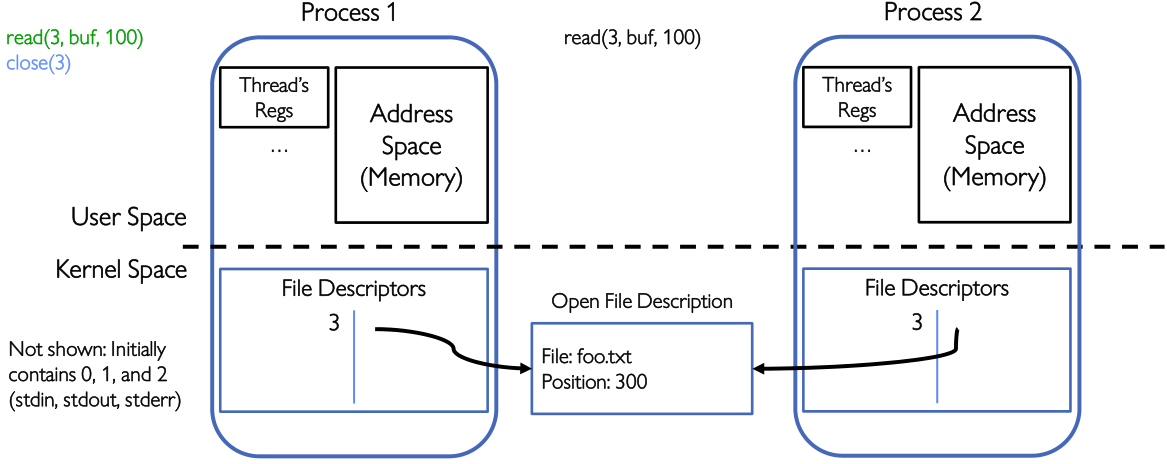 Process 1
Process 2
read(3, buf, 100)
close(3)
read(3, buf, 100)
Thread's
Regs
...
Address
Space
(Memory)
Thread's
Regs
...
Address
Space
(Memory)
User Space
Kernel Space
File Descriptors
3
Open File Description
File: foo.txt
Position: 300
File Descriptors
3
Not shown: Initially
contains 0, 1, and 2
(stdin, stdout, stderr)